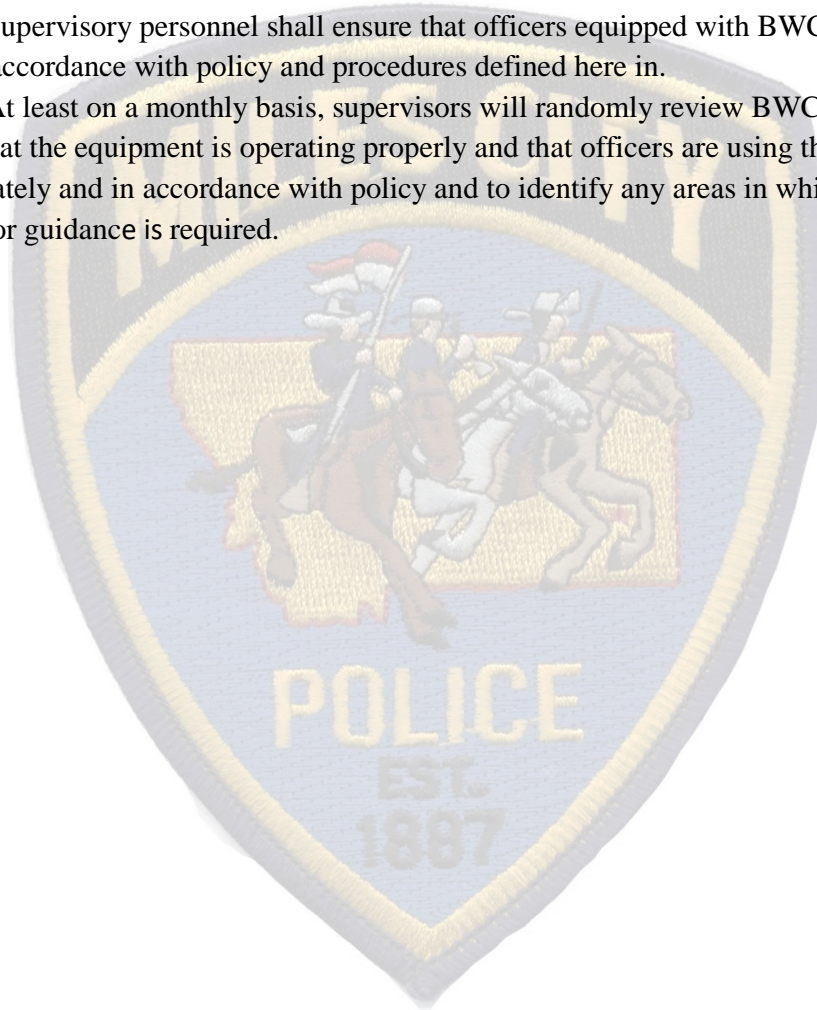 upervisory personnel shall ensure that officers equipped with BWC
accordance with policy and procedures defined here in.
At least on a monthly basis, supervisors will randomly review BWC
at the equipment is operating properly and that officers are using th
ately and in accordance with policy and to identify any areas in whi
or guidance is required.
MILES CITY
POLICE
EST.
1887